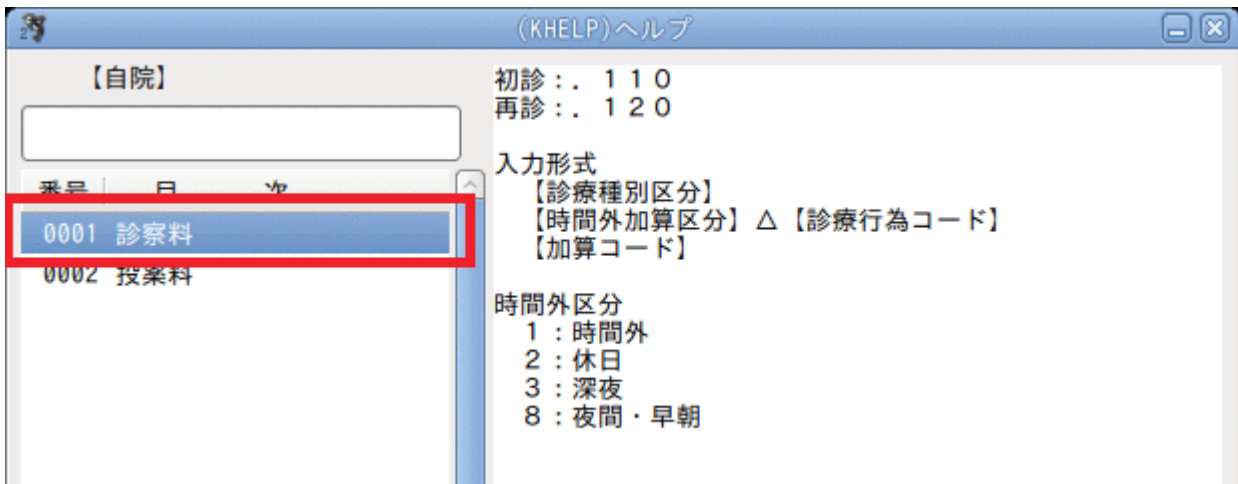 (KHELP)ヘルプ
【自院】
番号 目 次
0001 診察料
0002 投薬料
初診：．１１０
再診：．１２０
入力形式
【診療種別区分】
【時間外加算区分】△【診療行為コード】
【加算コード】
時間外区分
１：時間外
２：休日
３：深夜
８：夜間・早朝